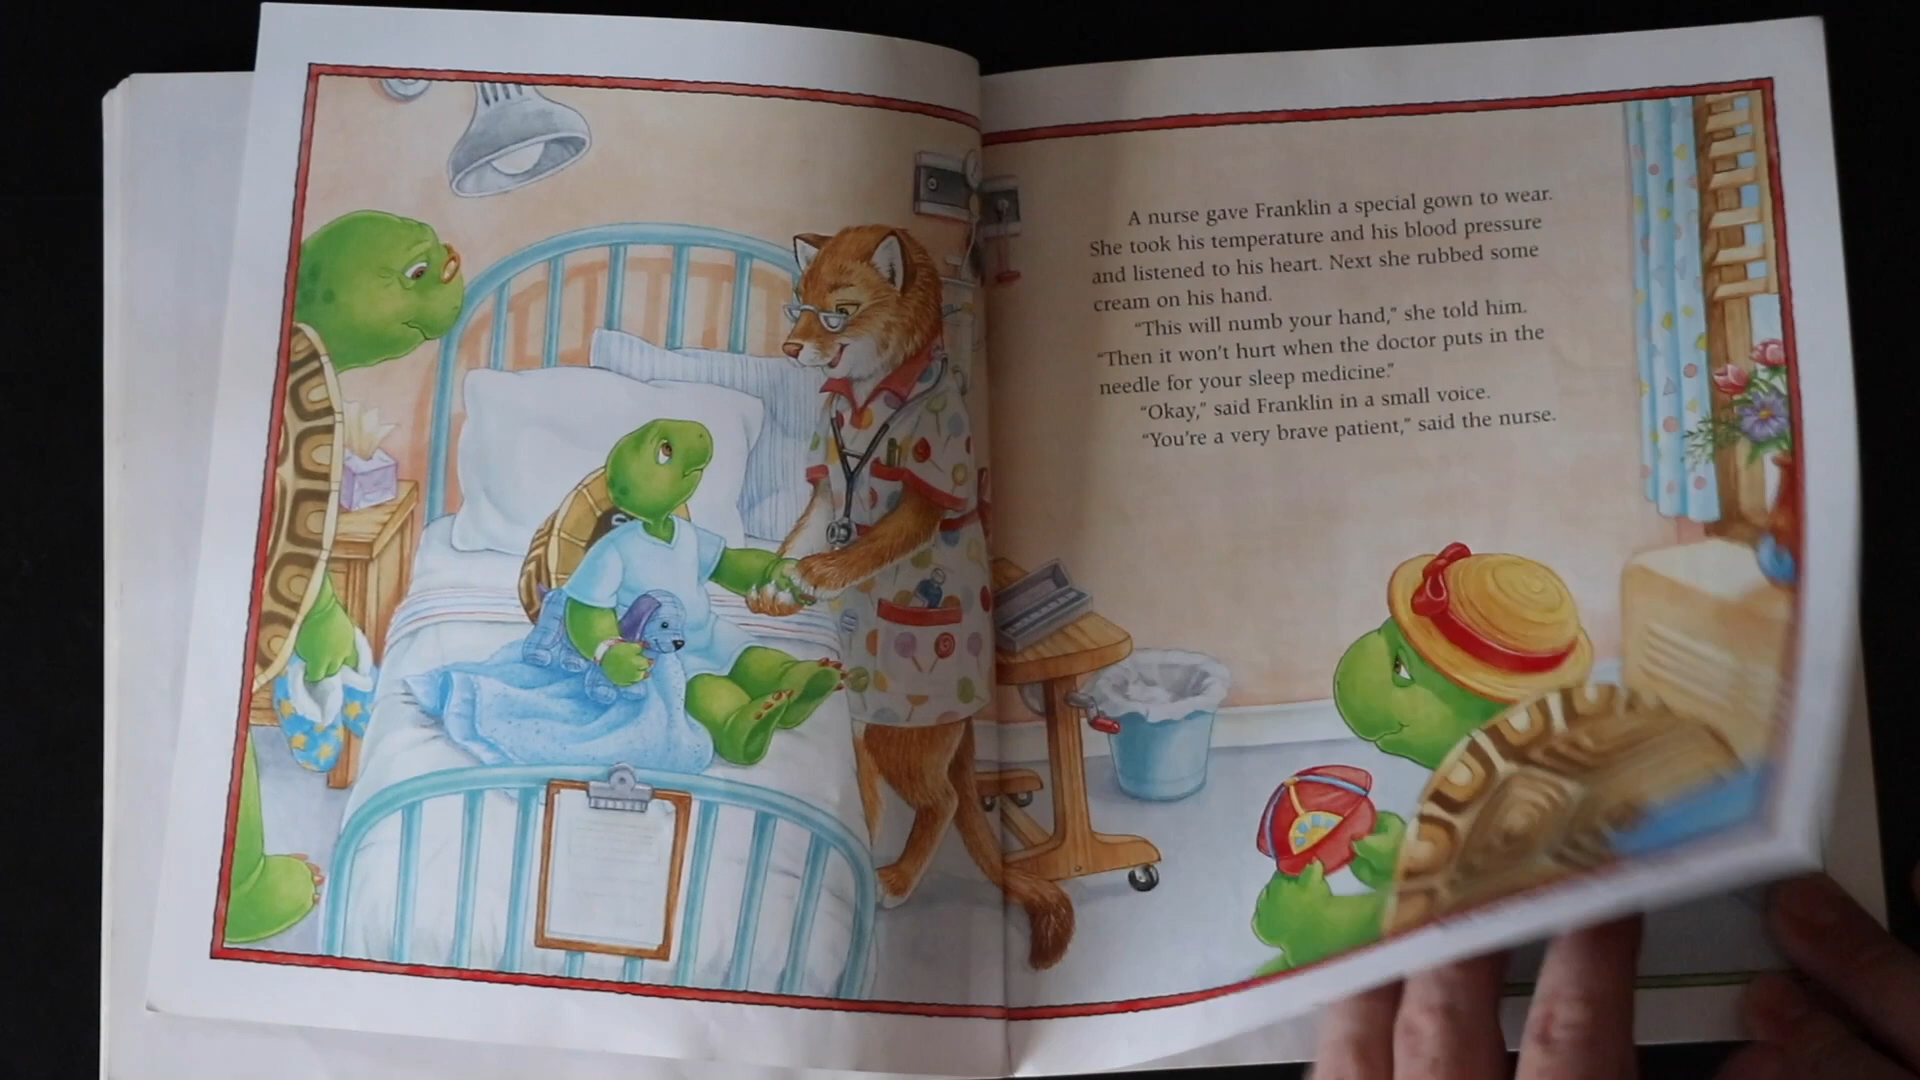 A nurse gave Franklin a special gown to wear.
She took his temperature and his blood pressure
and listened to his heart. Next she rubbed some
cream on his hand.
“This will numb your hand,” she told him.
“Then it won’t hurt when the doctor puts in the
needle for your sleep medicine.”
“Okay,” said Franklin in a small voice.
“You’re a very brave patient,” said the nurse.